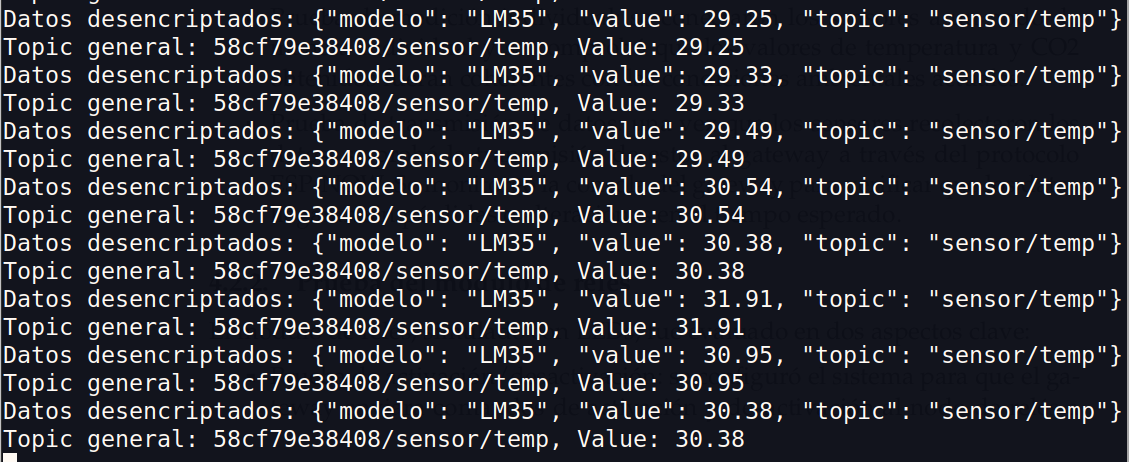 Datos desencriptados: {"modelo": "LM35", "value": 29.25, "topic": "sensor/temp"}
Topic general: 58cf79e38408/sensor/temp, Value: 29.25
Datos desencriptados: {"modelo": "LM35", "value": 29.33, "topic": "sensor/temp"}
Topic general: 58cf79e38408/sensor/temp, Value: 29.33
Datos desencriptados: {"modelo": "LM35", "value": 29.49, "topic": "sensor/temp"}
Topic general: 58cf79e38408/sensor/temp, Value: 29.49
Datos desencriptados: {"modelo": "LM35", "value": 30.54, "topic": "sensor/temp"}
Topic general: 58cf79e38408/sensor/temp, Value: 30.54
Datos desencriptados: {"modelo": "LM35", "value": 30.38, "topic": "sensor/temp"}
Topic general: 58cf79e38408/sensor/temp, Value: 30.38
Datos desencriptados: {"modelo": "LM35", "value": 31.91, "topic": "sensor/temp"}
Topic general: 58cf79e38408/sensor/temp, Value: 31.91
Datos desencriptados: {"modelo": "LM35", "value": 30.95, "topic": "sensor/temp"}
Topic general: 58cf79e38408/sensor/temp, Value: 30.95
Datos desencriptados: {"modelo": "LM35", "value": 30.38, "topic": "sensor/temp"}
Topic general: 58cf79e38408/sensor/temp, Value: 30.38